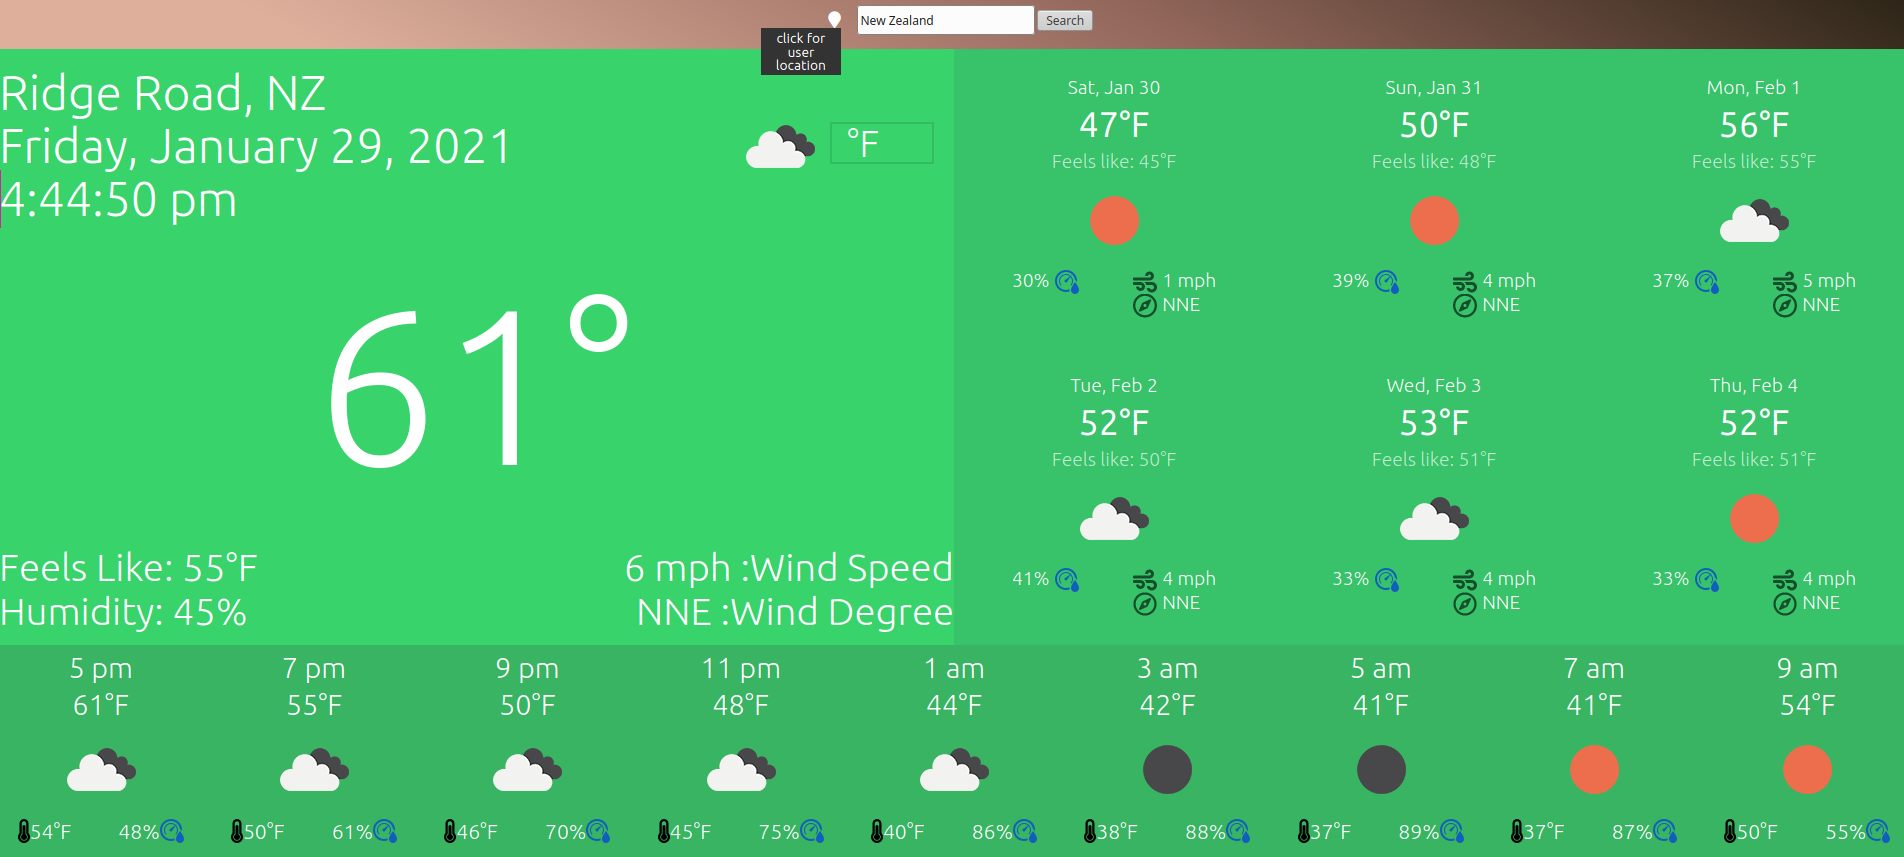 New Zealand
Search
click for
user
location
Ridge Road, NZ
Friday, January 29, 2021
4:44:50 pm
°F
61°
Feels Like: 55°F
Humidity: 45%
6 mph :Wind Speed
NNE :Wind Degree
Sat, Jan 30
47°F
Feels like: 45°F
30%
1 mph
NNE
Sun, Jan 31
50°F
Feels like: 48°F
39%
4 mph
NNE
Mon, Feb 1
56°F
Feels like: 55°F
37%
5 mph
NNE
Tue, Feb 2
52°F
Feels like: 50°F
41%
4 mph
NNE
Wed, Feb 3
53°F
Feels like: 51°F
33%
4 mph
NNE
Thu, Feb 4
52°F
Feels like: 51°F
33%
4 mph
NNE
5 pm
61°F
54°F 48%
7 pm
55°F
50°F 61%
9 pm
50°F
46°F 70%
11 pm
48°F
45°F 75%
1 am
44°F
40°F 86%
3 am
42°F
38°F 88%
5 am
41°F
37°F 89%
7 am
41°F
37°F 87%
9 am
54°F
50°F 55%